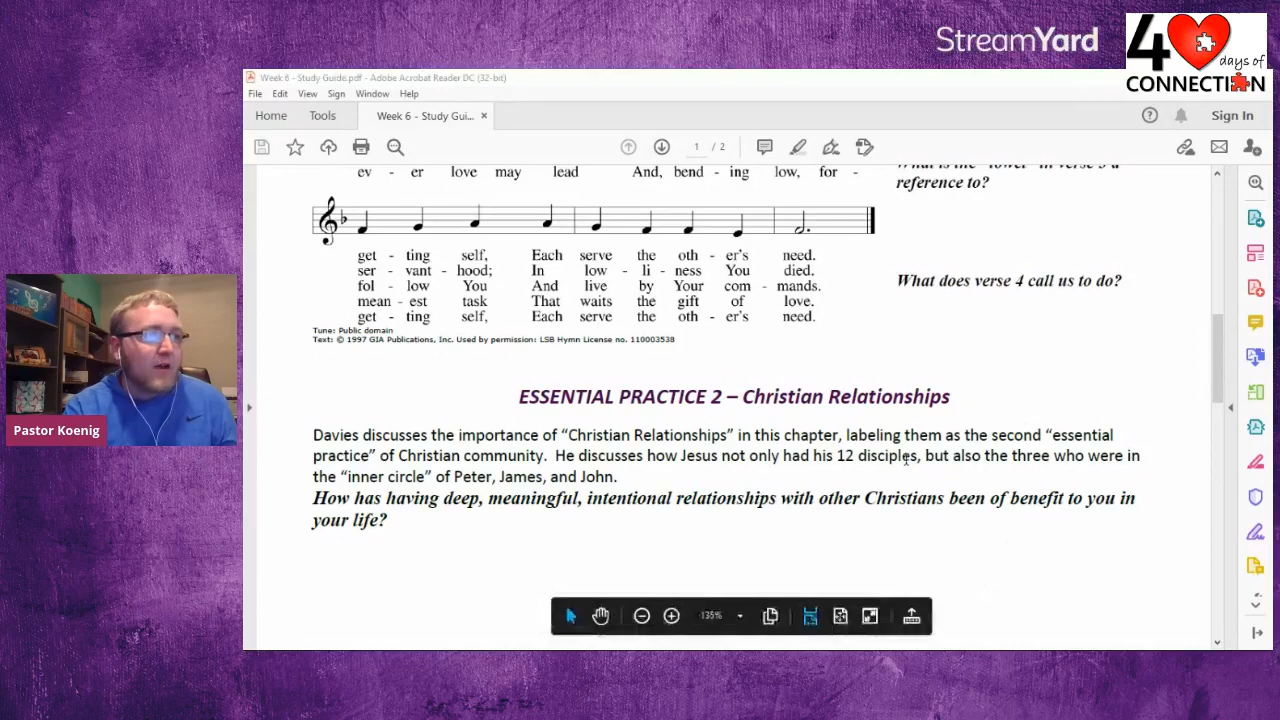 StreamYard
40 days of
CONNECTION
Week 6 - Study Guide.pdf - Adobe Acrobat Reader DC (32-bit)
File Edit View Sign Window Help
Home Tools Week 6 - Study Gui... × Sign In
1 / 2
ev - er love may lead And, bend - ing low, for -
What is the "tower" in verse 3 a
reference to?
get - ting self, Each serve the oth - er's need.
ser - vant - hood; In low - li - ness You died.
fol - low You And live by Your com - mands.
mean - est task That waits the gift of love.
get - ting self, Each serve the oth - er's need.
What does verse 4 call us to do?
Tune: Public domain
Text: © 1997 GIA Publications, Inc. Used by permission: LSB Hymn License no. 110003538
ESSENTIAL PRACTICE 2 – Christian Relationships
Davies discusses the importance of “Christian Relationships” in this chapter, labeling them as the second “essential
practice” of Christian community. He discusses how Jesus not only had his 12 disciples, but also the three who were in
the “inner circle” of Peter, James, and John.
How has having deep, meaningful, intentional relationships with other Christians been of benefit to you in
your life?
135%
Pastor Koenig